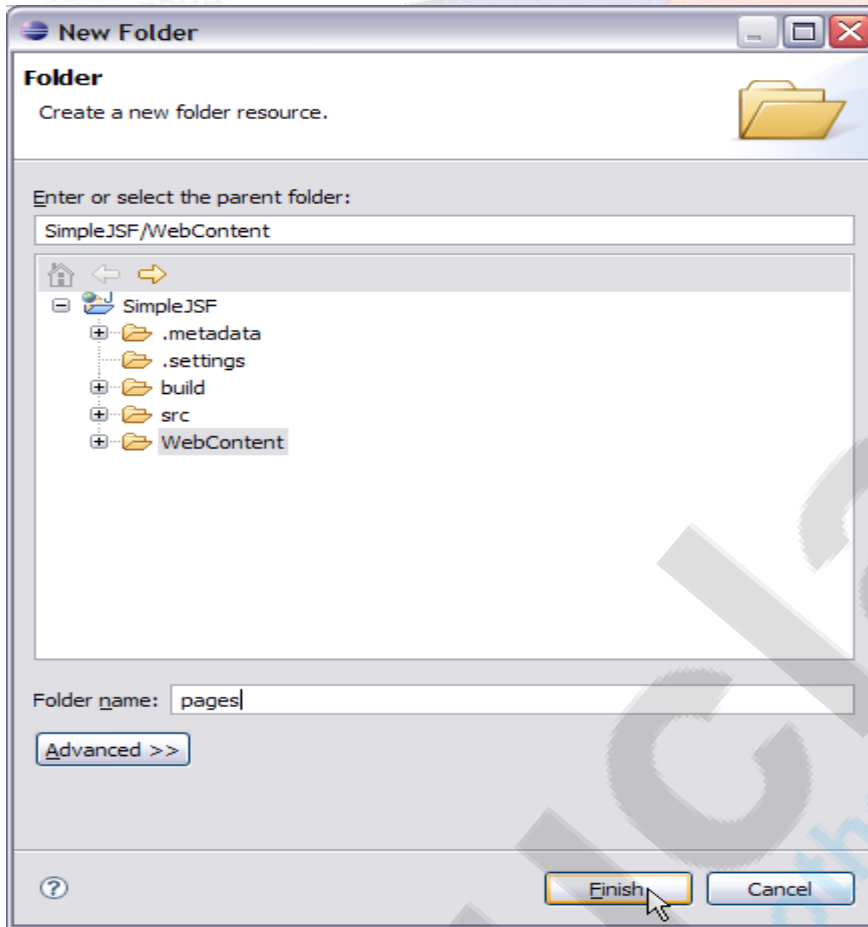 New Folder
Folder
Create a new folder resource.
Enter or select the parent folder:
SimpleJSF/WebContent
SimpleJSF
.metadata
.settings
build
src
WebContent
Folder name: pages
Advanced >>
Finish
Cancel